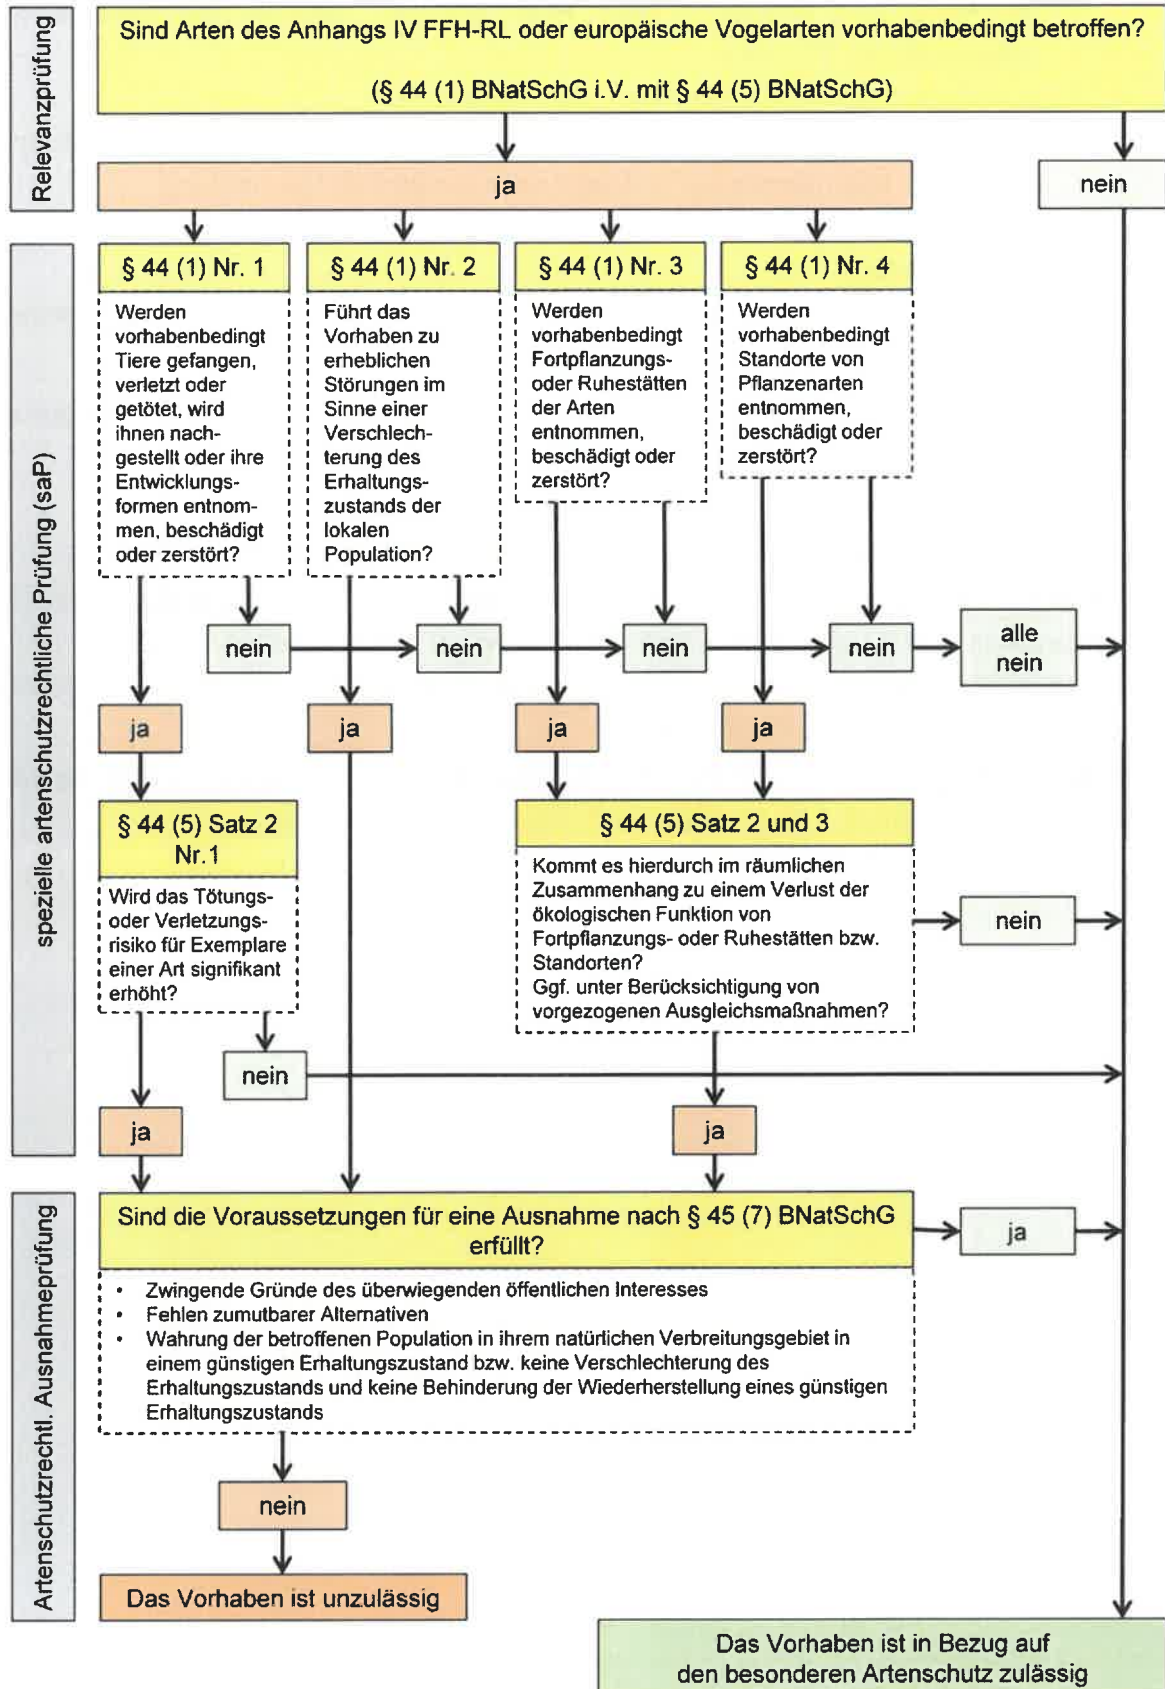 Relevanzprüfung
Sind Arten des Anhangs IV FFH-RL oder europäische Vogelarten vorhabenbedingt betroffen?
(§ 44 (1) BNatSchG i.V. mit § 44 (5) BNatSchG)
ja
nein
spezielle artenschutzrechtliche Prüfung (saP)
§ 44 (1) Nr. 1
Werden
vorhabenbedingt
Tiere gefangen,
verletzt oder
getötet, wird
ihnen nach-
gestellt oder ihre
Entwicklungs-
formen entnom-
men, beschädigt
oder zerstört?
§ 44 (1) Nr. 2
Führt das
Vorhaben zu
erheblichen
Störungen im
Sinne einer
Verschlech-
terung des
Erhaltungs-
zustands der
lokalen
Population?
§ 44 (1) Nr. 3
Werden
vorhabenbedingt
Fortpflanzungs-
oder Ruhestätten
der Arten
entnommen,
beschädigt oder
zerstört?
§ 44 (1) Nr. 4
Werden
vorhabenbedingt
Standorte von
Pflanzenarten
entnommen,
beschädigt oder
zerstört?
nein
nein
nein
nein
alle
nein
ja
ja
ja
ja
§ 44 (5) Satz 2
Nr.1
Wird das Tötungs-
oder Verletzungs-
risiko für Exemplare
einer Art signifikant
erhöht?
§ 44 (5) Satz 2 und 3
Kommt es hierdurch im räumlichen
Zusammenhang zu einem Verlust der
ökologischen Funktion von
Fortpflanzungs- oder Ruhestätten bzw.
Standorten?
Ggf. unter Berücksichtigung von
vorgezogenen Ausgleichsmaßnahmen?
nein
nein
ja
ja
Artenschutzrechtl. Ausnahmeprüfung
Sind die Voraussetzungen für eine Ausnahme nach § 45 (7) BNatSchG
erfüllt?
• Zwingende Gründe des überwiegenden öffentlichen Interesses
• Fehlen zumutbarer Alternativen
• Wahrung der betroffenen Population in ihrem natürlichen Verbreitungsgebiet in
einem günstigen Erhaltungszustand bzw. keine Verschlechterung des
Erhaltungszustands und keine Behinderung der Wiederherstellung eines günstigen
Erhaltungszustands
ja
nein
Das Vorhaben ist unzulässig
Das Vorhaben ist in Bezug auf
den besonderen Artenschutz zulässig